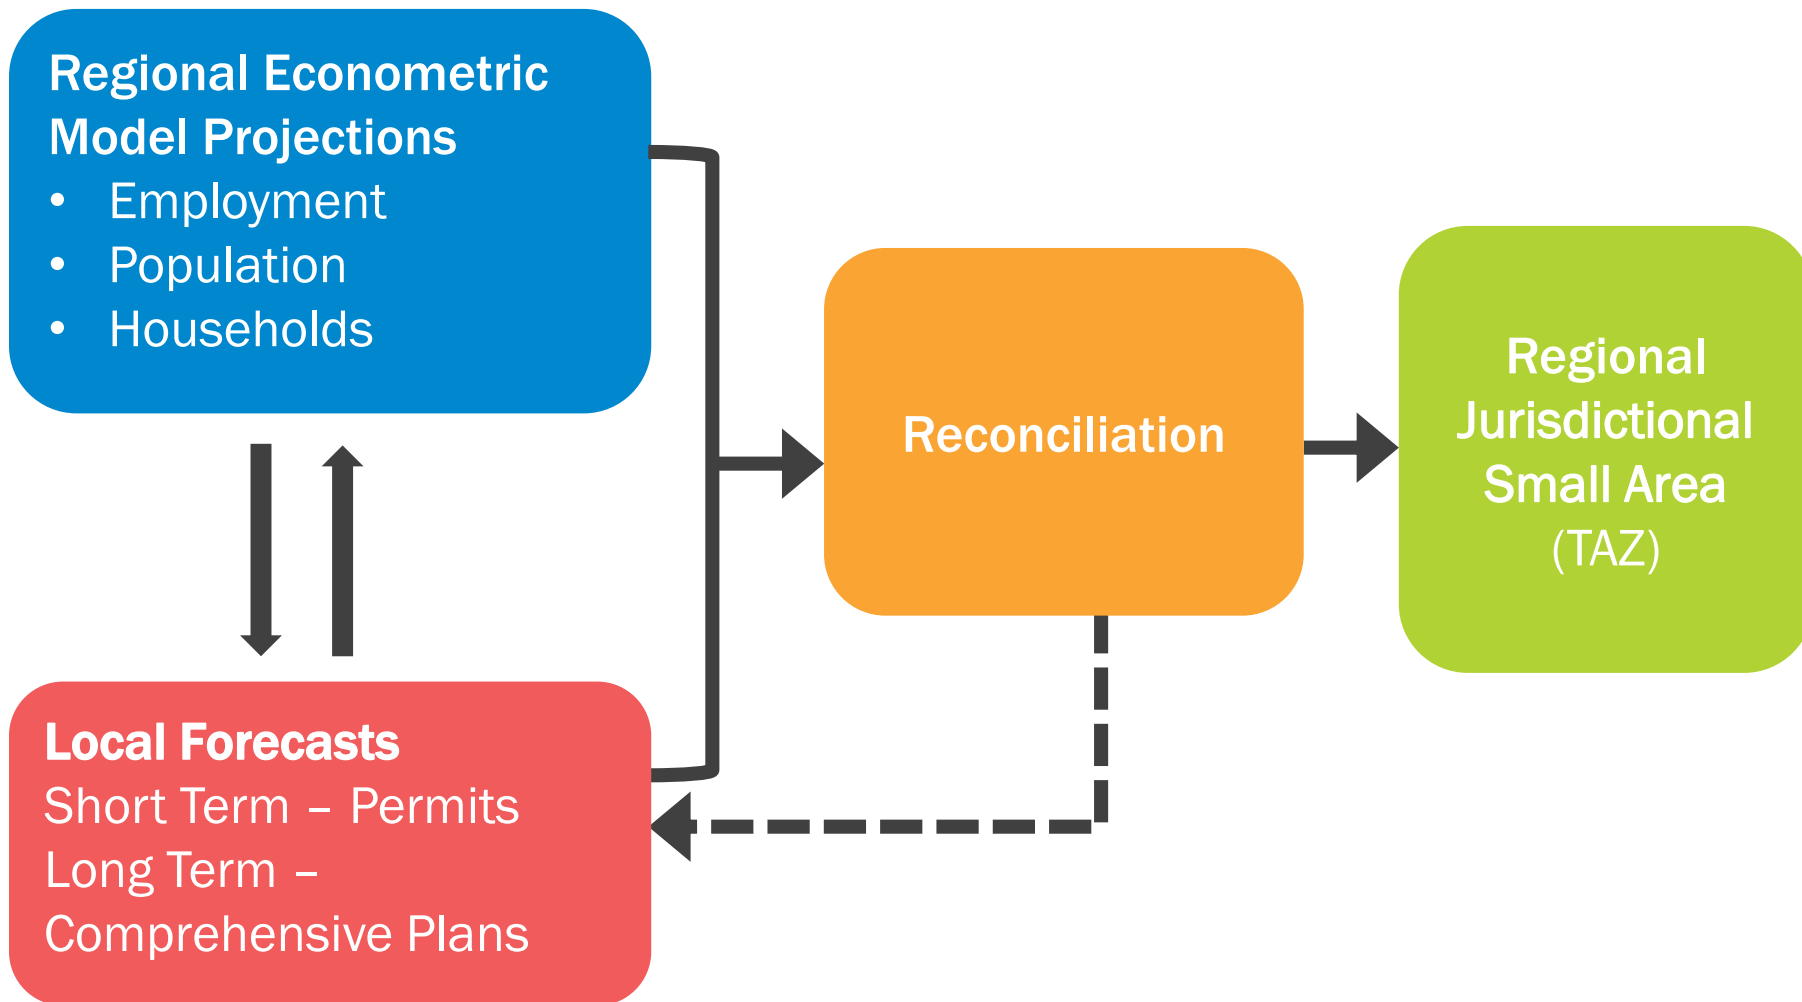 Regional Econometric
Model Projections
• Employment
• Population
• Households
Local Forecasts
Short Term – Permits
Long Term –
Comprehensive Plans
Reconciliation
Regional
Jurisdictional
Small Area
(TAZ)